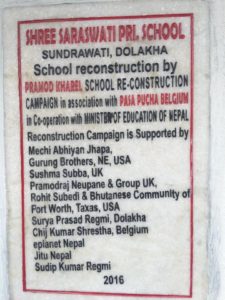 SHREE SARASWATI PRI. SCHOOL
SUNDRAWATI, DOLAKHA
School reconstruction by
PRAMOD KHAREL, SCHOOL RE-CONSTRUCTION
CAMPAIGN in association with PASA PUCHA BELGIUM
in Co-operation with MINISTRY OF EDUCATION OF NEPAL
Reconstruction Campaign is Supported by
Mechi Abhiyan Jhapa,
Gurung Brothers, NE, USA
Sushma Subba, UK
Pramodraj Neupane & Group UK,
Rohit Subedi & Bhutanese Community of
Fort Worth, Taxas, USA
Surya Prasad Regmi, Dolakha
Chij Kumar Shrestha, Belgium
eplanet Nepal
Jitu Nepal
Sudip Kumar Regmi
2016